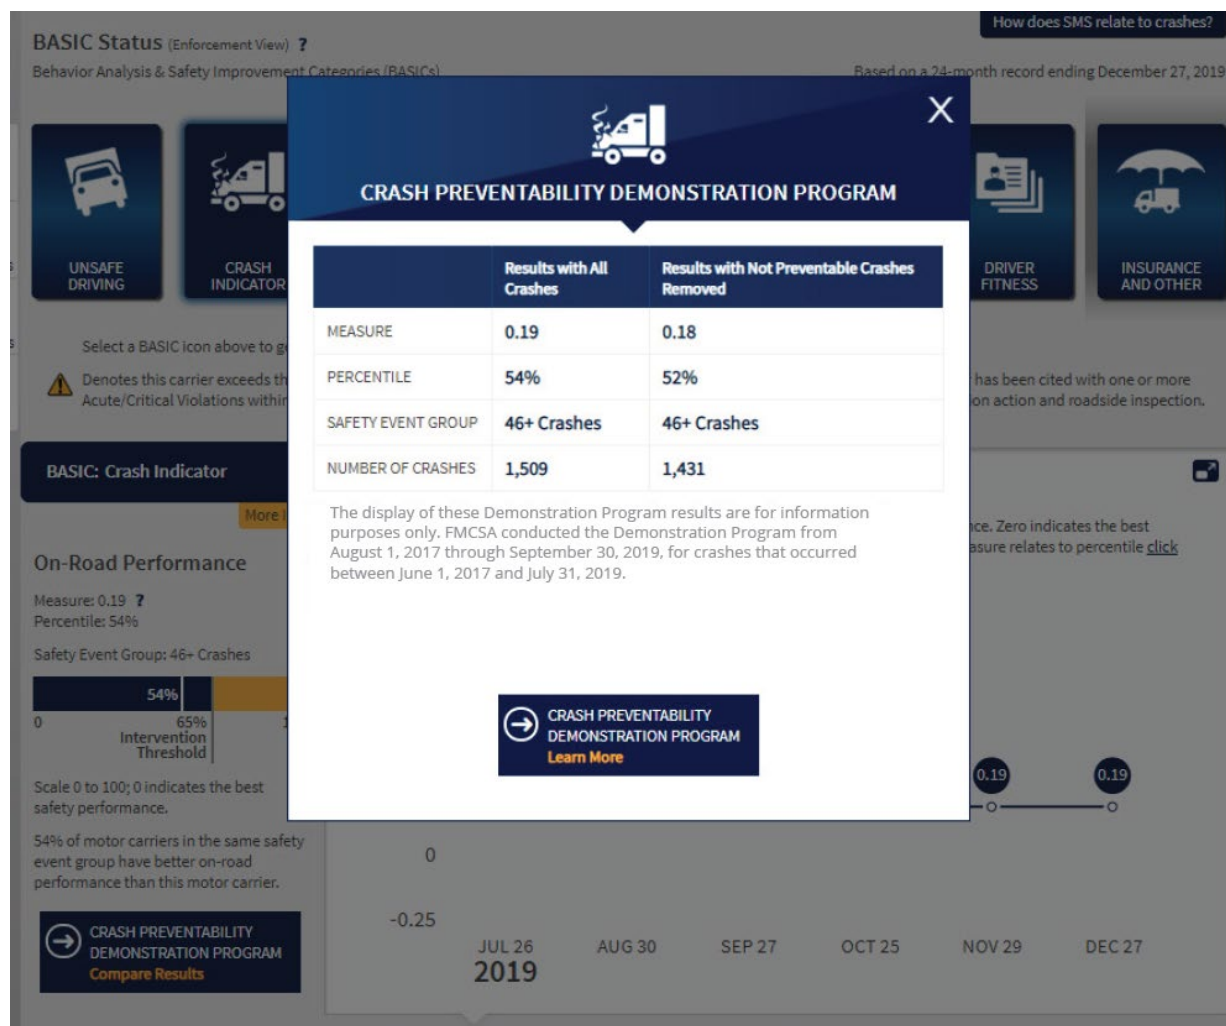 How does SMS relate to crashes?
BASIC Status (Enforcement View) ?
Behavior Analysis & Safety Improvement Categories (BASICs)
Based on a 24-month record ending December 27, 2019
UNSAFE
DRIVING
CRASH
INDICATOR
DRIVER
FITNESS
INSURANCE
AND OTHER
X
CRASH PREVENTABILITY DEMONSTRATION PROGRAM
Results with All
Crashes
Results with Not Preventable Crashes
Removed
MEASURE 0.19 0.18
PERCENTILE 54% 52%
SAFETY EVENT GROUP 46+ Crashes 46+ Crashes
NUMBER OF CRASHES 1,509 1,431
The display of these Demonstration Program results are for information
purposes only. FMCSA conducted the Demonstration Program from
August 1, 2017 through September 30, 2019, for crashes that occurred
between June 1, 2017 and July 31, 2019.
CRASH PREVENTABILITY
DEMONSTRATION PROGRAM
Learn More
Select a BASIC icon above to
Denotes this carrier exceeds
Acute/Critical Violations within
has been cited with one or more
action and roadside inspection.
BASIC: Crash Indicator
More
On-Road Performance
Measure: 0.19 ?
Percentile: 54%
Safety Event Group: 46+ Crashes
54%
0 65%
Intervention
Threshold
Scale 0 to 100; 0 indicates the best
safety performance.
54% of motor carriers in the same safety
event group have better on-road
performance than this motor carrier.
CRASH PREVENTABILITY
DEMONSTRATION PROGRAM
Compare Results
Zero indicates the best
relates to percentile click
0.19 0.19
0
-0.25
JUL 26 AUG 30 SEP 27 OCT 25 NOV 29 DEC 27
2019